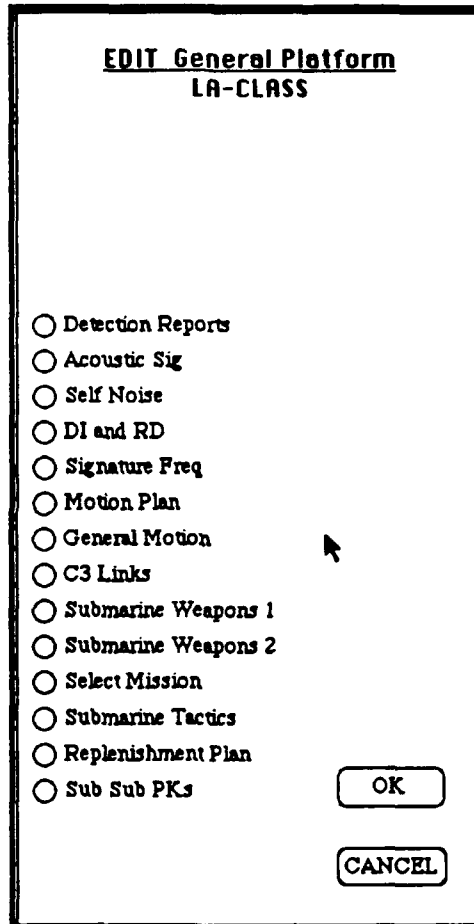 EDIT General Platform
LA-CLASS
Detection Reports
Acoustic Sig
Self Noise
DI and RD
Signature Freq
Motion Plan
General Motion
C3 Links
Submarine Weapons 1
Submarine Weapons 2
Select Mission
Submarine Tactics
Replenishment Plan
Sub Sub PKs
OK
CANCEL